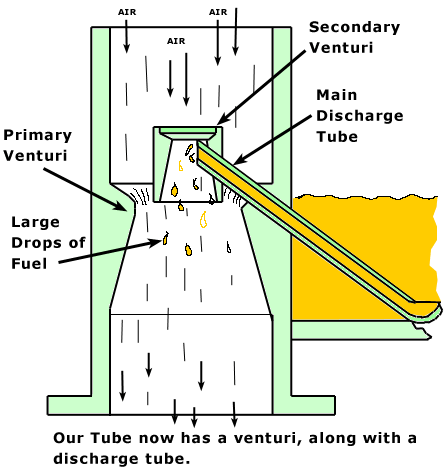 AIR
AIR
AIR
Secondary
Venturi
Main
Discharge
Tube
Primary
Venturi
Large
Drops of
Fuel
Our Tube now has a venturi, along with a
discharge tube.